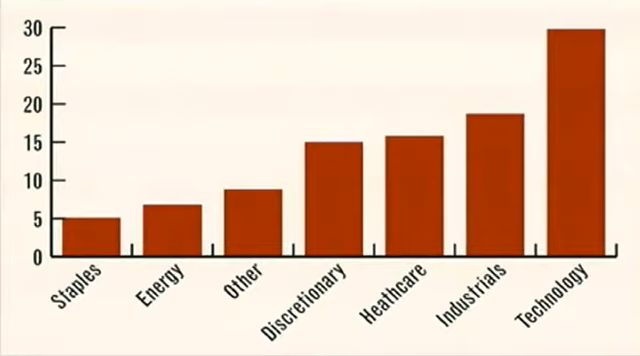 30
25
20
15
10
5
0
Staples
Energy
Other
Discretionary
Heathcare
Industrials
Technology